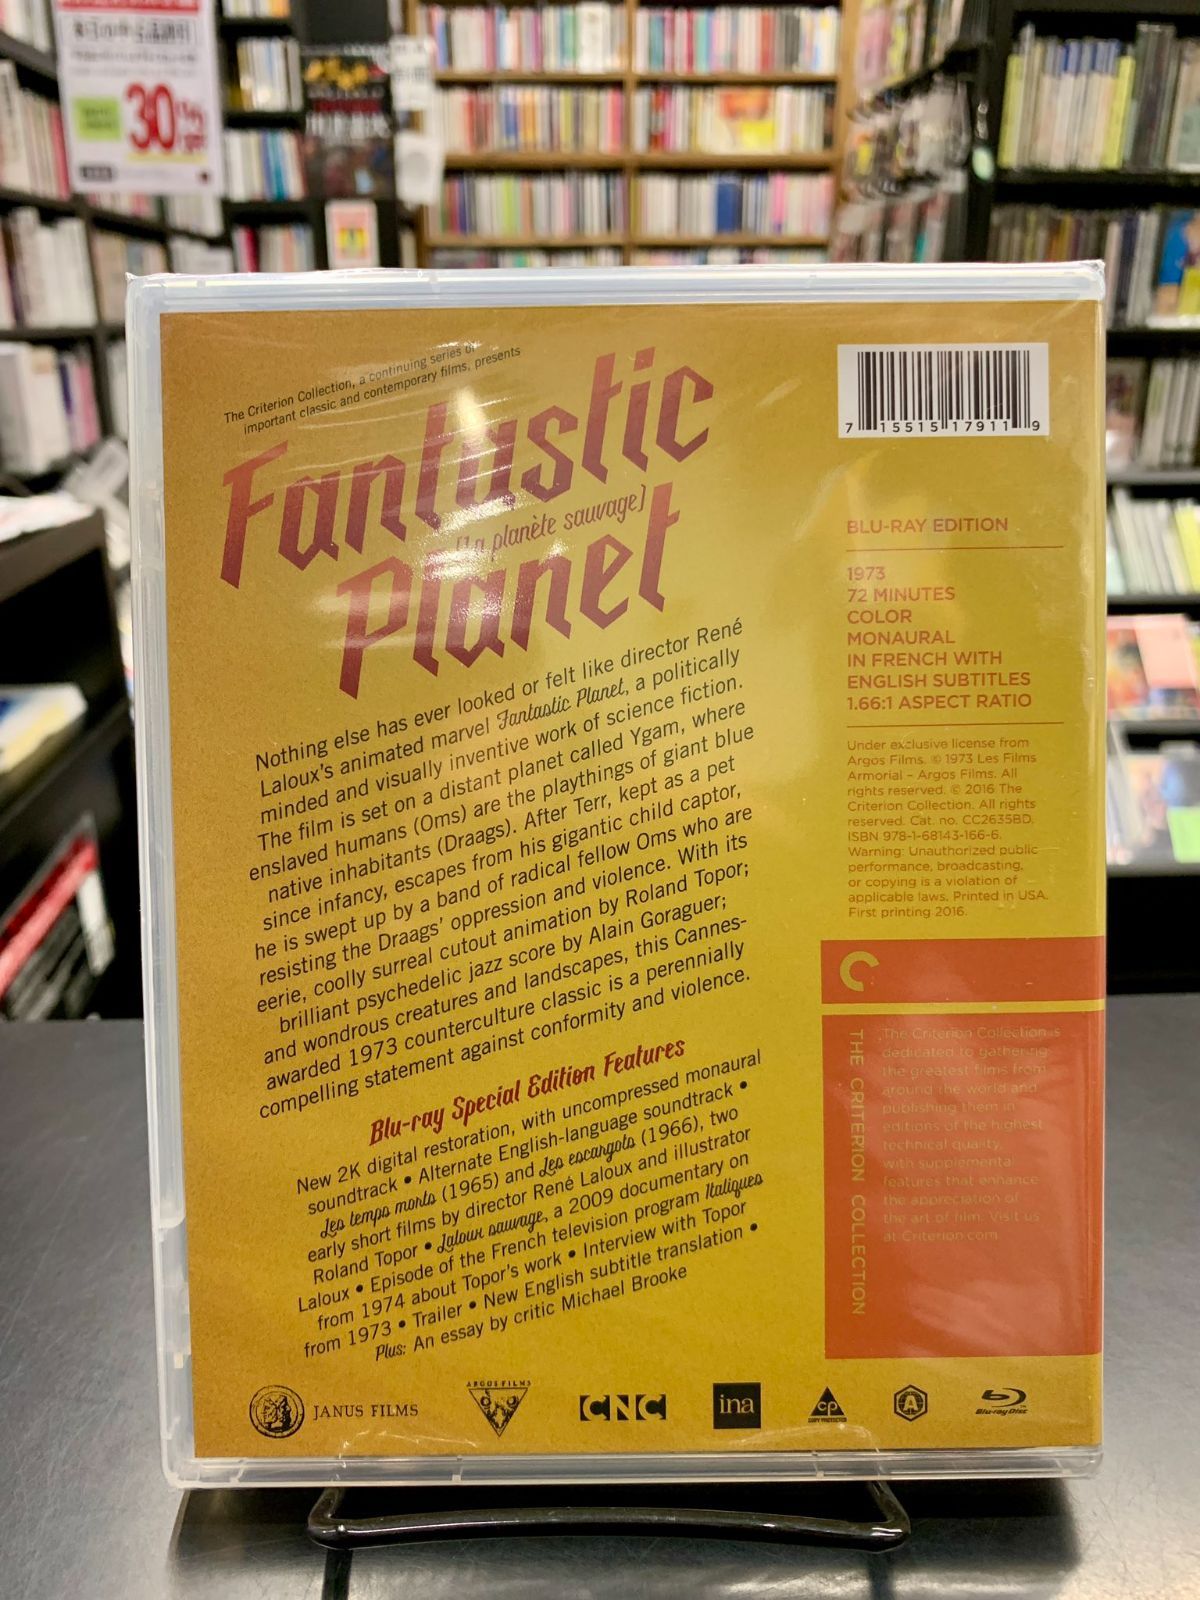 30
The Criterion Collection, a continuing series of
important classic and contemporary films, presents
Fantastic
(La planète sauvage)
Planet
Nothing else has ever looked or felt like director René
Laloux's animated marvel Fantastic Planet, a politically
minded and visually inventive work of science fiction.
The film is set on a distant planet called Ygam, where
enslaved humans (Oms) are the playthings of giant blue
native inhabitants (Draags). After Terr, kept as a pet
since infancy, escapes from his gigantic child captor,
he is swept up by a band of radical fellow Oms who are
resisting the Draags' oppression and violence. With its
eerie, coolly surreal cutout animation by Roland Topor;
brilliant psychedelic jazz score by Alain Goraguer;
and wondrous creatures and landscapes, this Cannes-
awarded 1973 counterculture classic is a perennially
compelling statement against conformity and violence.
Blu-ray Special Edition Features
New 2K digital restoration, with uncompressed monaural
soundtrack • Alternate English-language soundtrack •
Les temps morts (1965) and Les escargots (1966), two
early short films by director René Laloux and illustrator
Roland Topor • Laloux sauvage, a 2009 documentary on
Laloux • Episode of the French television program Italiques
from 1974 about Topor's work • Interview with Topor
from 1973 • Trailer • New English subtitle translation •
Plus: An essay by critic Michael Brooke
7 15515 17911 9
BLU-RAY EDITION
1973
72 MINUTES
COLOR
MONAURAL
IN FRENCH WITH
ENGLISH SUBTITLES
1.66:1 ASPECT RATIO
Under exclusive license from
Argos Films. © 1973 Les Films
Armorial – Argos Films. All
rights reserved. © 2016 The
Criterion Collection. All rights
reserved. Cat. no. CC2635BD.
ISBN 978-1-68143-166-6.
Warning: Unauthorized public
performance, broadcasting,
or copying is a violation of
applicable laws. Printed in USA.
First printing 2016.
THE CRITERION COLLECTION
The Criterion Collection is
dedicated to gathering
the greatest films from
around the world and
publishing them in
editions of the highest
technical quality,
with supplemental
features that enhance
the appreciation of
the art of film. Visit us
at Criterion.com
JANUS FILMS
ARGOS FILMS
CNC
ina
cp
COPY PROTECTED
A
Blu-ray Disc